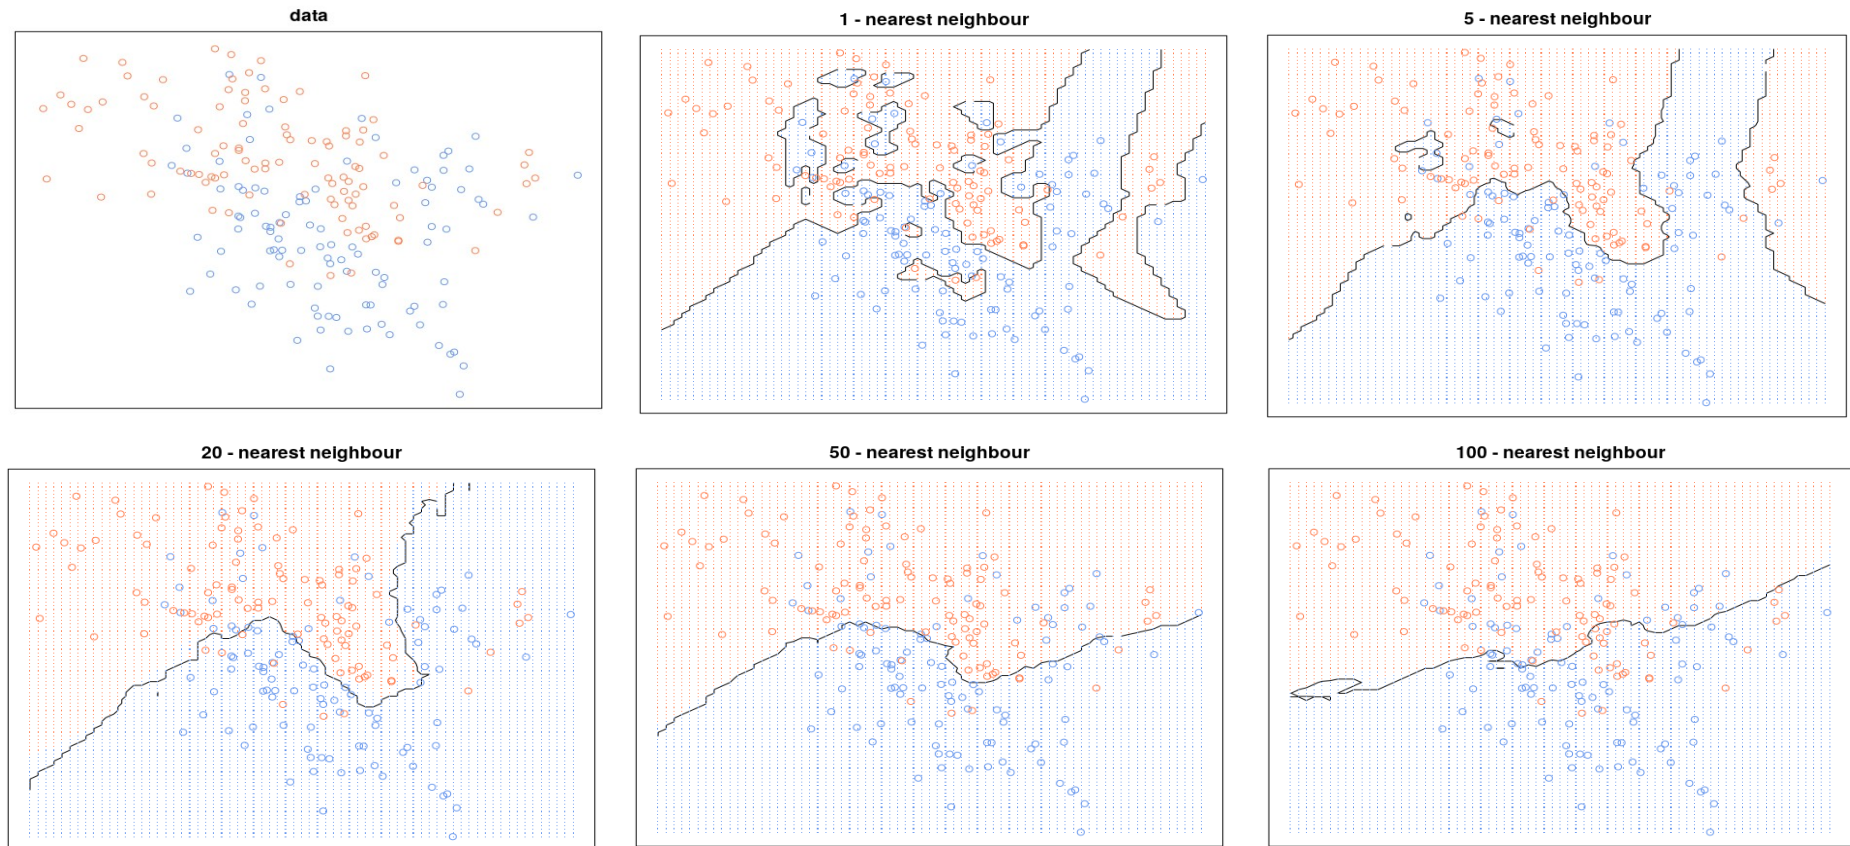 data
1 - nearest neighbour
5 - nearest neighbour
20 - nearest neighbour
50 - nearest neighbour
100 - nearest neighbour